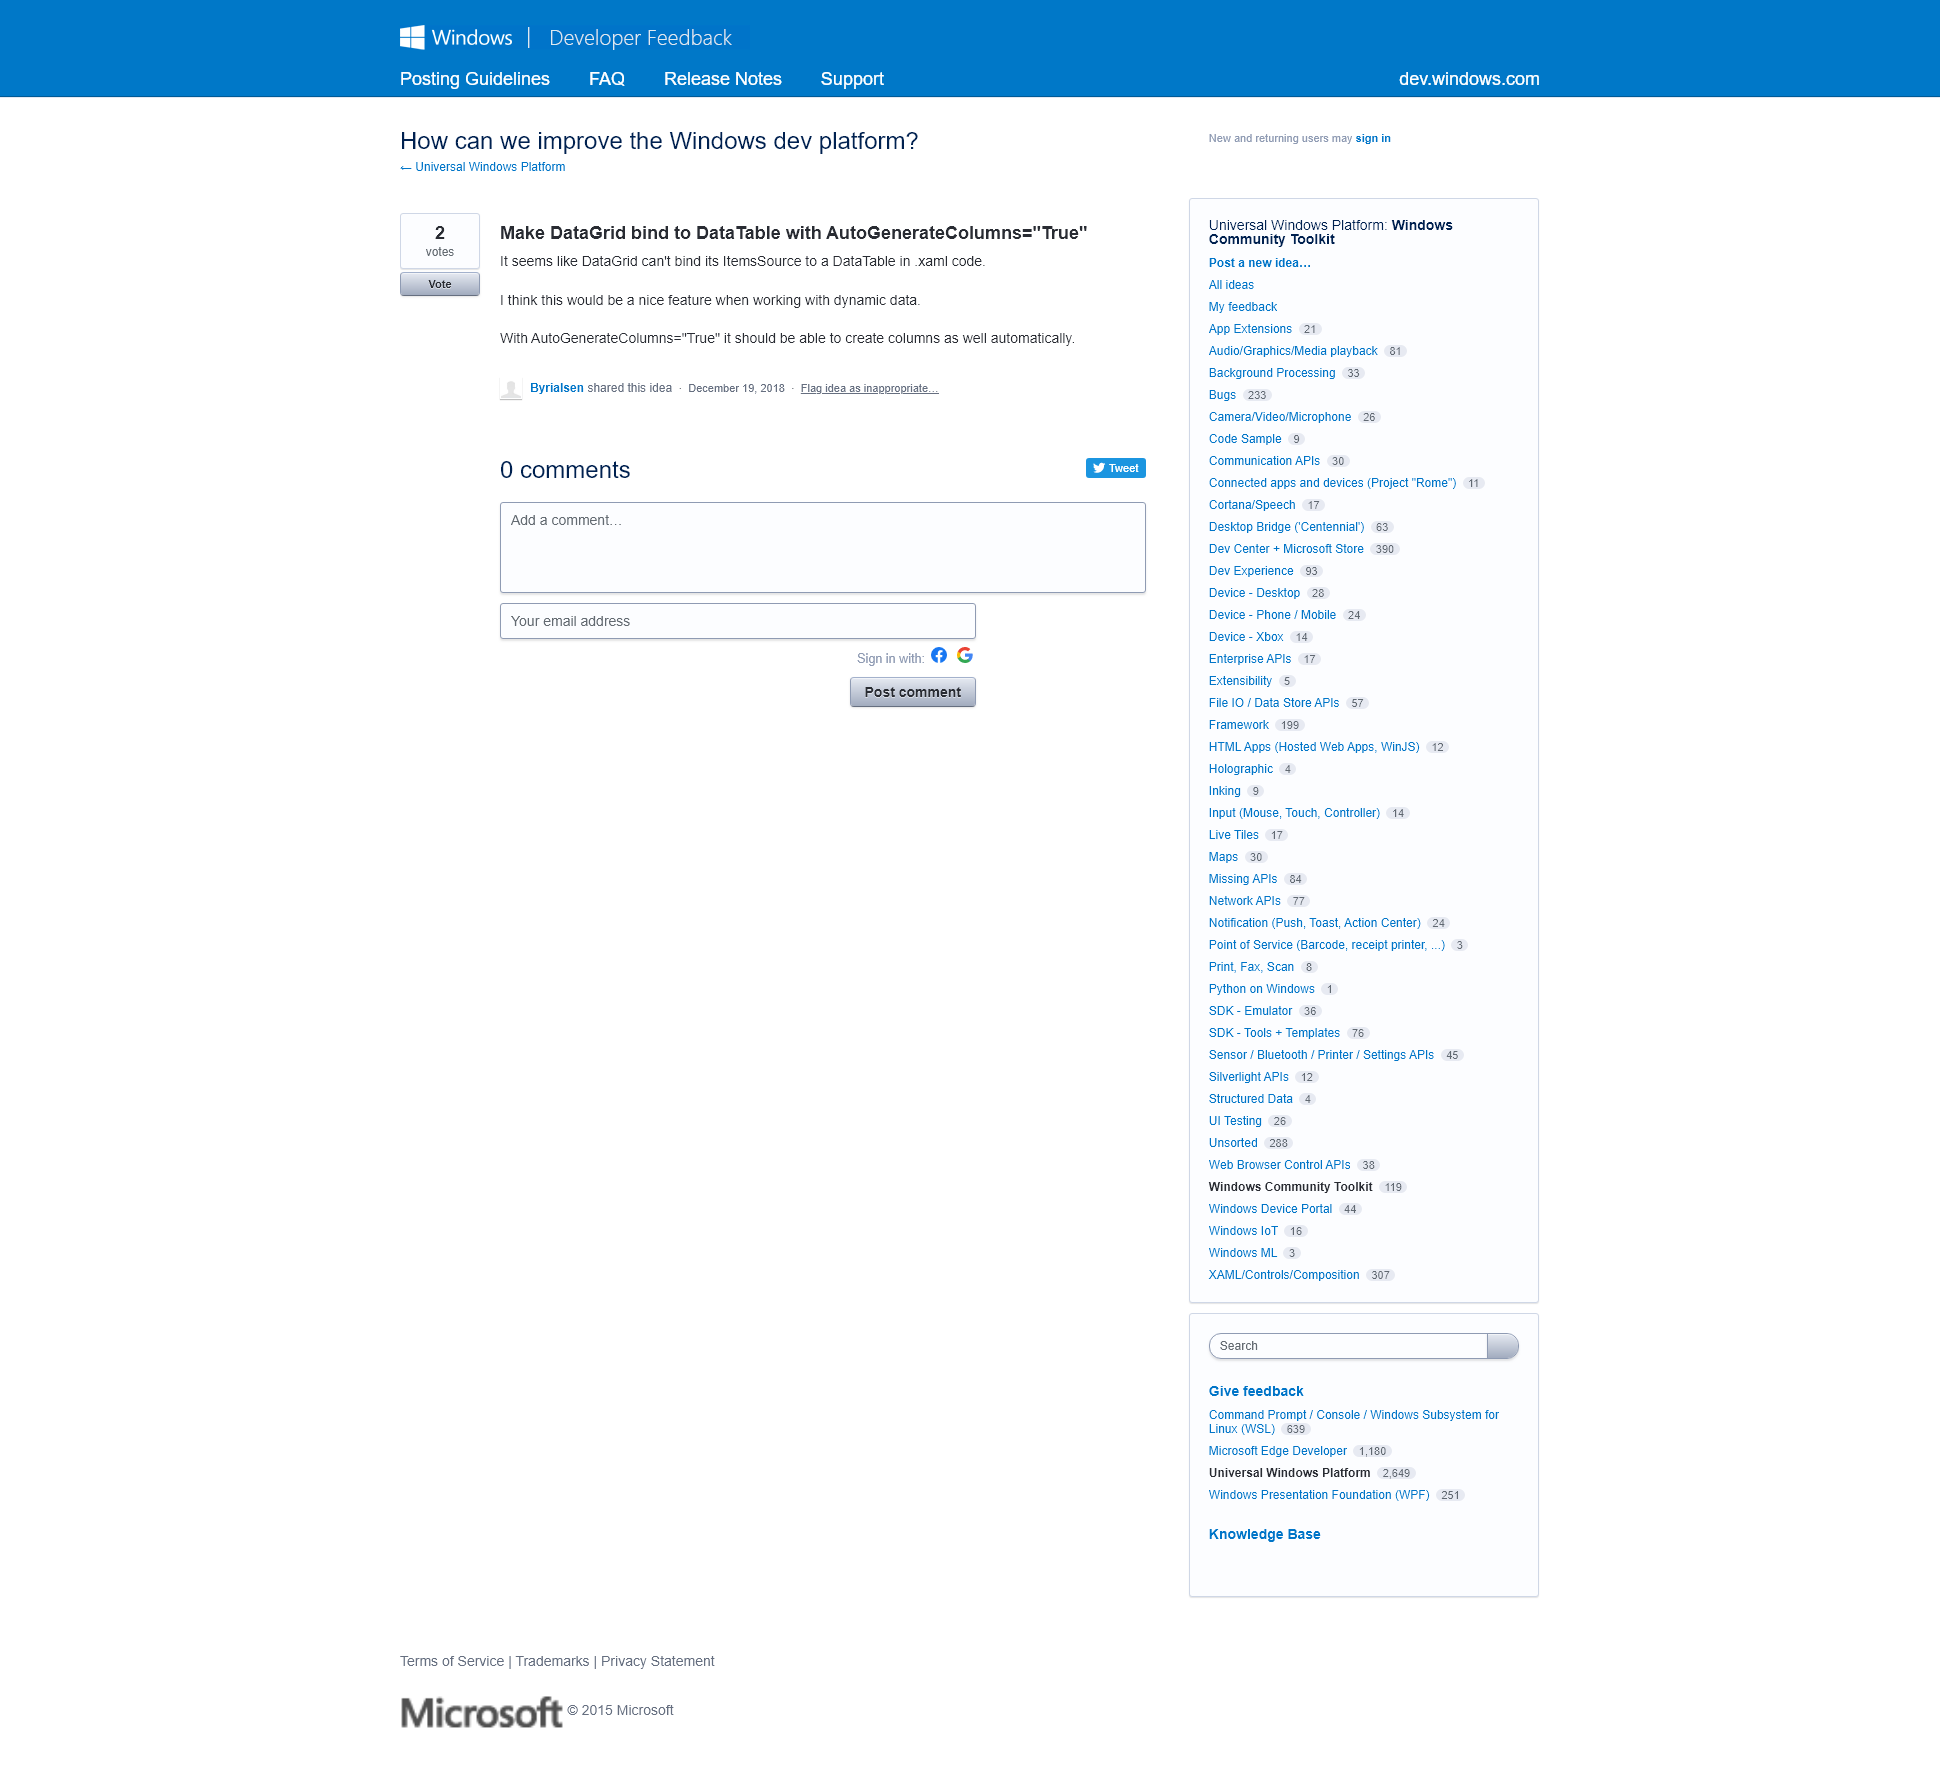 Windows | Developer Feedback
Posting Guidelines FAQ Release Notes Support dev.windows.com
How can we improve the Windows dev platform?
← Universal Windows Platform
New and returning users may sign in
2
votes
Vote
Make DataGrid bind to DataTable with AutoGenerateColumns="True"
It seems like DataGrid can't bind its ItemsSource to a DataTable in .xaml code.
I think this would be a nice feature when working with dynamic data.
With AutoGenerateColumns="True" it should be able to create columns as well automatically.
Byrialsen shared this idea · December 19, 2018 · Flag idea as inappropriate…
0 comments
Tweet
Add a comment…
Your email address
Sign in with:
Post comment
Universal Windows Platform: Windows
Community Toolkit
Post a new idea…
All ideas
My feedback
App Extensions 21
Audio/Graphics/Media playback 81
Background Processing 33
Bugs 233
Camera/Video/Microphone 26
Code Sample 9
Communication APIs 30
Connected apps and devices (Project "Rome") 11
Cortana/Speech 17
Desktop Bridge ('Centennial') 63
Dev Center + Microsoft Store 390
Dev Experience 93
Device - Desktop 28
Device - Phone / Mobile 24
Device - Xbox 14
Enterprise APIs 17
Extensibility 5
File IO / Data Store APIs 57
Framework 199
HTML Apps (Hosted Web Apps, WinJS) 12
Holographic 4
Inking 9
Input (Mouse, Touch, Controller) 14
Live Tiles 17
Maps 30
Missing APIs 84
Network APIs 77
Notification (Push, Toast, Action Center) 24
Point of Service (Barcode, receipt printer, ...) 3
Print, Fax, Scan 8
Python on Windows 1
SDK - Emulator 36
SDK - Tools + Templates 76
Sensor / Bluetooth / Printer / Settings APIs 45
Silverlight APIs 12
Structured Data 4
UI Testing 26
Unsorted 288
Web Browser Control APIs 38
Windows Community Toolkit 119
Windows Device Portal 44
Windows IoT 16
Windows ML 3
XAML/Controls/Composition 307
Search
Give feedback
Command Prompt / Console / Windows Subsystem for
Linux (WSL) 639
Microsoft Edge Developer 1,180
Universal Windows Platform 2,649
Windows Presentation Foundation (WPF) 251
Knowledge Base
Terms of Service | Trademarks | Privacy Statement
Microsoft © 2015 Microsoft